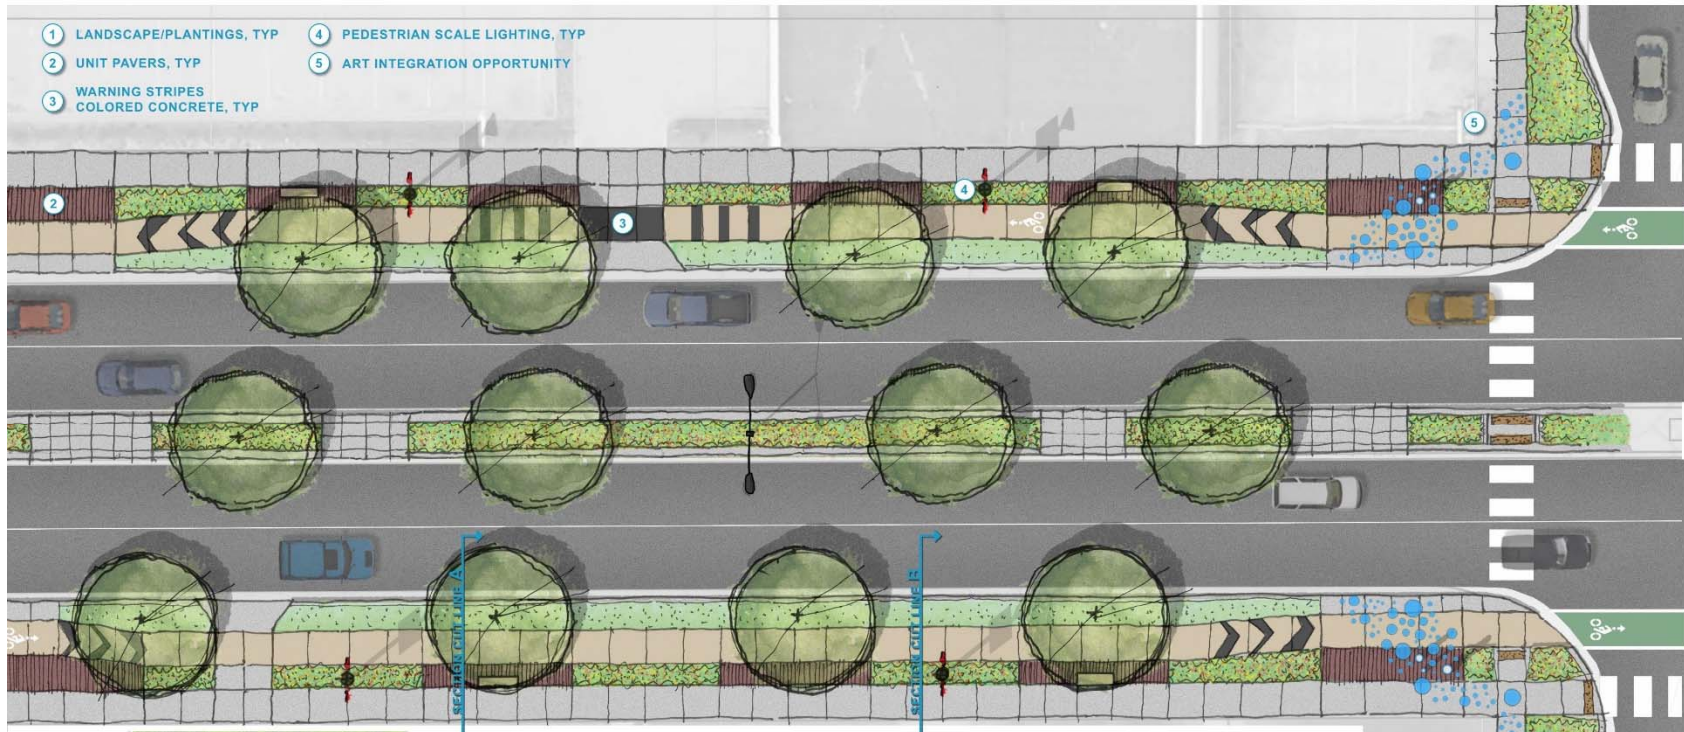 1 LANDSCAPE/PLANTINGS, TYP
2 UNIT PAVERS, TYP
3 WARNING STRIPES
COLORED CONCRETE, TYP
4 PEDESTRIAN SCALE LIGHTING, TYP
5 ART INTEGRATION OPPORTUNITY
5
2
4
3
SECTION CUT LINE A
SECTION CUT LINE B